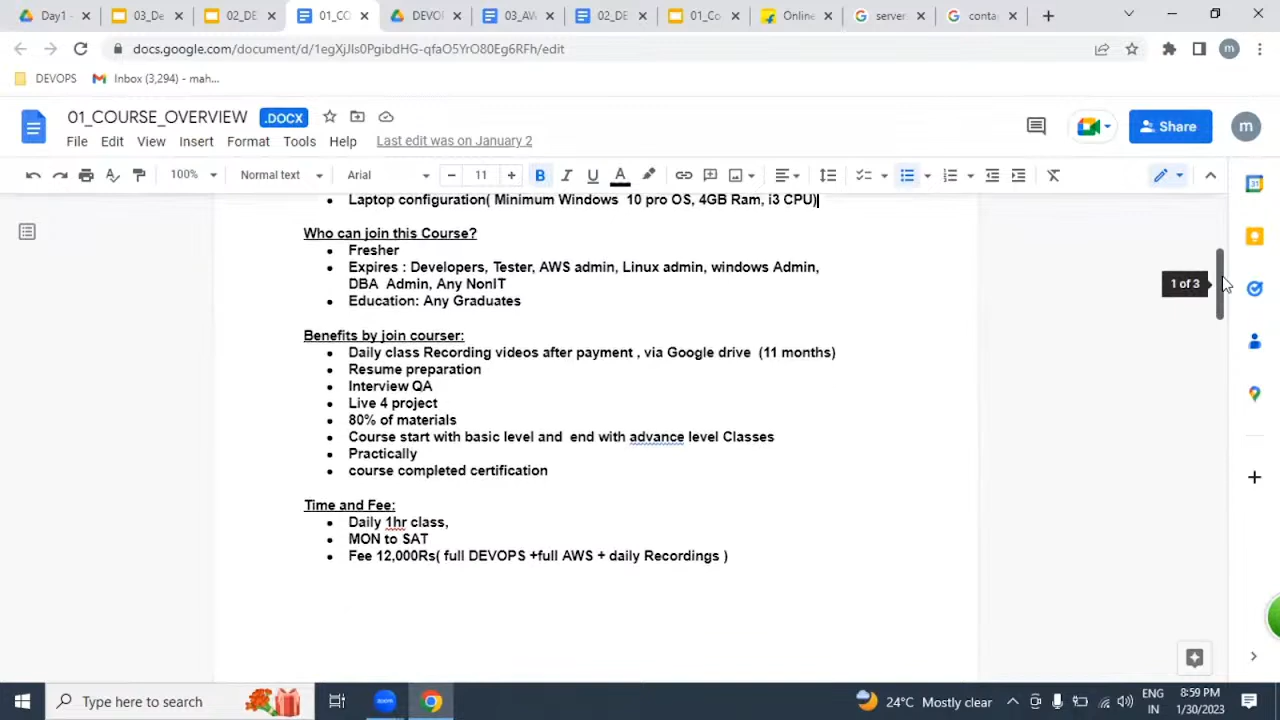 Day1 -
03_D
02_DE
01_CO
DEVO
03_AW
02_DE
01_Co
Online
server
conta
docs.google.com/document/d/1egXjJIs0PgibdHG-qfaO5YrO80Eg6RFh/edit
DEVOPS
Inbox (3,294) - mah...
01_COURSE_OVERVIEW .DOCX
File Edit View Insert Format Tools Help Last edit was on January 2
Share
m
100% Normal text Arial 11
Laptop configuration( Minimum Windows 10 pro OS, 4GB Ram, i3 CPU)
Who can join this Course?
Fresher
Expires : Developers, Tester, AWS admin, Linux admin, windows Admin,
DBA Admin, Any NonIT
Education: Any Graduates
1 of 3
Benefits by join courser:
Daily class Recording videos after payment , via Google drive (11 months)
Resume preparation
Interview QA
Live 4 project
80% of materials
Course start with basic level and end with advance level Classes
Practically
course completed certification
Time and Fee:
Daily 1hr class,
MON to SAT
Fee 12,000Rs( full DEVOPS +full AWS + daily Recordings )
Type here to search
zoom
24°C Mostly clear
ENG
IN
8:59 PM
1/30/2023